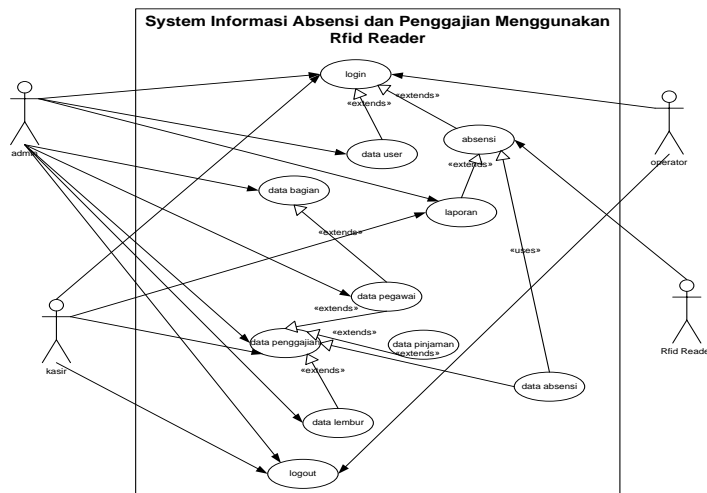 System Informasi Absensi dan Penggajian Menggunakan
Rfid Reader
login
«extends»
«extends»
absensi
data user
«extends»
admin
operator
data bagian
laporan
«extends»
«uses»
data pegawai
«extends»
«extends»
data penggajian
data pinjaman
«extends»
kasir
Rfid Reader
data absensi
«extends»
data lembur
logout